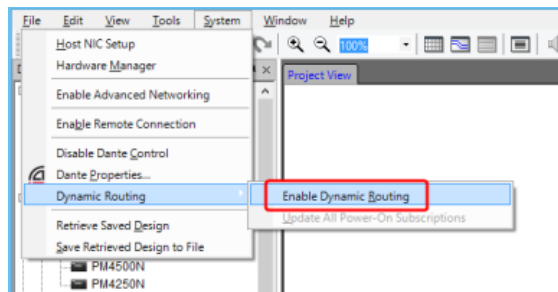 File Edit View Tools System Window Help
Host NIC Setup
100%
Hardware Manager
Project View
Enable Advanced Networking
Enable Remote Connection
Disable Dante Control
Dante Properties...
Dynamic Routing
Enable Dynamic Routing
Update All Power-On Subscriptions
Retrieve Saved Design
Save Retrieved Design to File
PM4500N
PM4250N